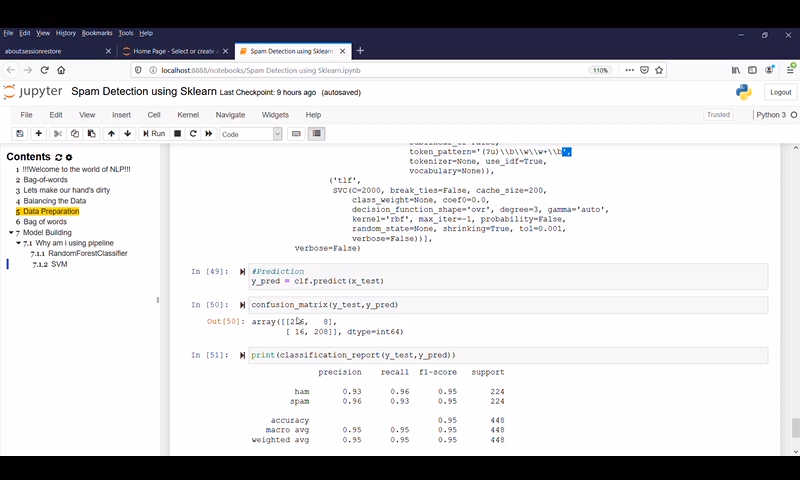 File Edit View History Bookmarks Tools Help
about:sessionrestore
Home Page - Select or create a
Spam Detection using Sklearn
localhost:8888/notebooks/Spam Detection using Sklearn.ipynb
110%
jupyter Spam Detection using Sklearn Last Checkpoint: 9 hours ago (autosaved)
Logout
File Edit View Insert Cell Kernel Navigate Widgets Help
Trusted
Python 3
Run
Code
Contents
1 !!!Welcome to the world of NLP!!!
2 Bag-of-words
3 Lets make our hand's dirty
4 Balancing the Data
5 Data Preparation
6 Bag of words
7 Model Building
7.1 Why am i using pipeline
7.1.1 RandomForestClassifier
7.1.2 SVM
token_pattern='(?u)\\b\\w\\w+\\b',
tokenizer=None, use_idf=True,
vocabulary=None)),
('tlf',
SVC(C=2000, break_ties=False, cache_size=200,
class_weight=None, coef0=0.0,
decision_function_shape='ovr', degree=3, gamma='auto',
kernel='rbf', max_iter=-1, probability=False,
random_state=None, shrinking=True, tol=0.001,
verbose=False))],
verbose=False)
In [49]:
#Prediction
y_pred = clf.predict(x_test)
In [50]: confusion_matrix(y_test,y_pred)
Out[50]: array([[216, 8],
[ 16, 208]], dtype=int64)
In [51]: print(classification_report(y_test,y_pred))
precision recall f1-score support
ham 0.93 0.96 0.95 224
spam 0.96 0.93 0.95 224
accuracy 0.95 448
macro avg 0.95 0.95 0.95 448
weighted avg 0.95 0.95 0.95 448